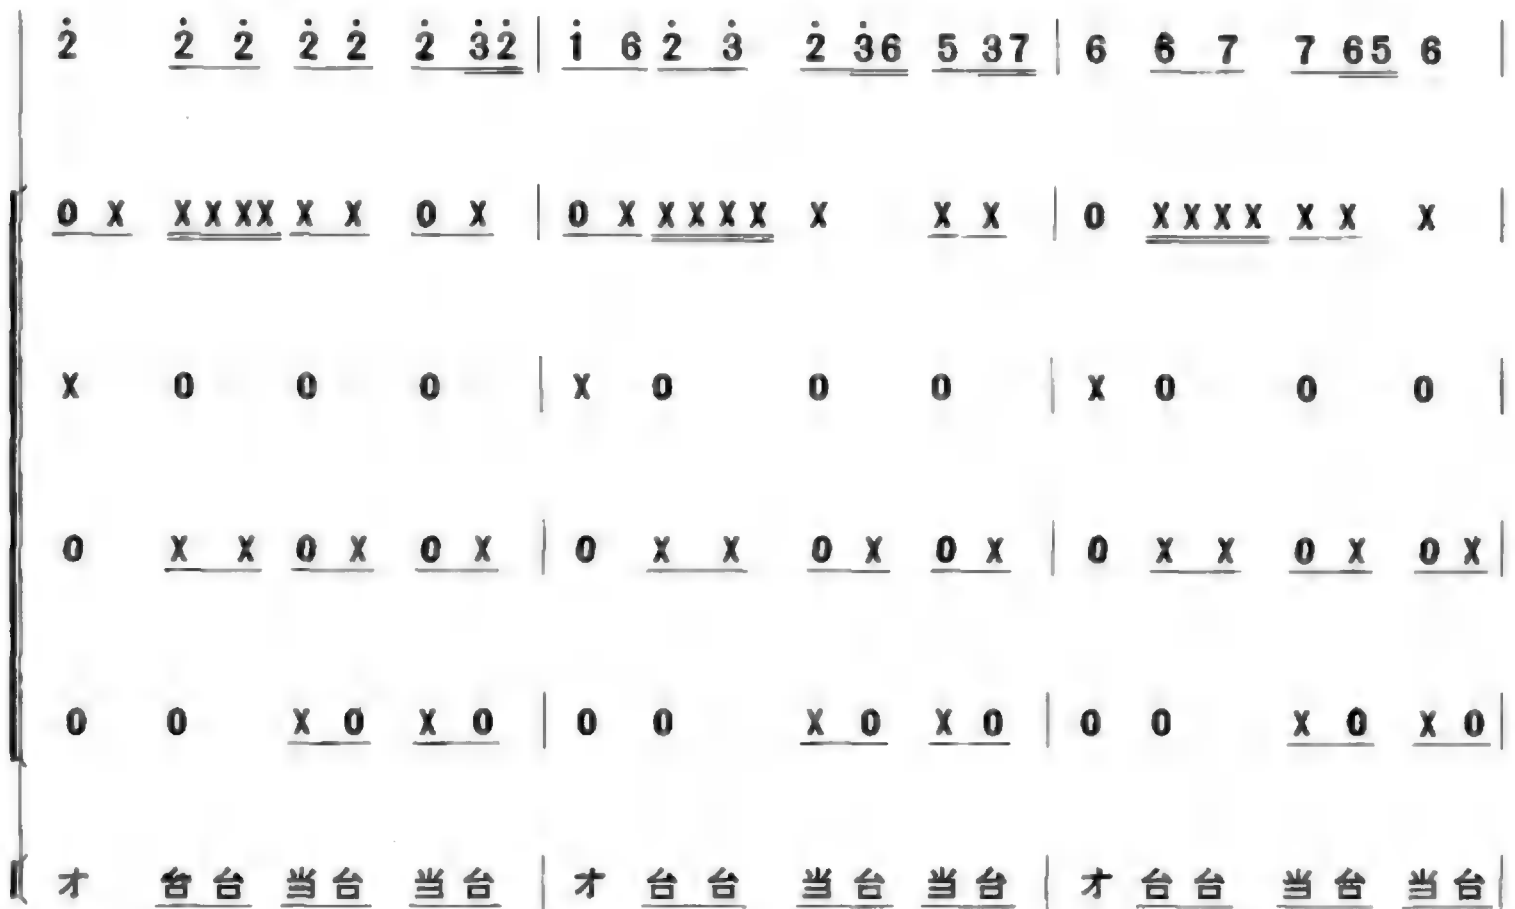 2̇ 2̇ 2̇ 2̇ 2̇ 2̇ 3̇2̇ | 1̇ 6 2̇ 3̇ 2̇ 3̇6 5 37 | 6 6 7 7 65 6 |
0 X XXXX X X 0 X | 0 X XXXX X X X | 0 XXXX X X X |
X 0 0 0 | X 0 0 0 | X 0 0 0 |
0 X X 0 X 0 X | 0 X X 0 X 0 X | 0 X X 0 X 0 X |
0 0 X 0 X 0 | 0 0 X 0 X 0 | 0 0 X 0 X 0 |
才 台台 当台 当台 | 才 台台 当台 当台 | 才 台台 当台 当台